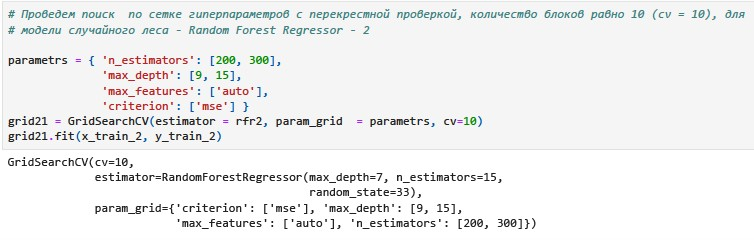 # Проведем поиск  по сетке гиперпараметров с перекрестной проверкой, количество блоков равно 10 (cv = 10), для
# модели случайного леса - Random Forest Regressor - 2
parametrs = { 'n_estimators': [200, 300],
              'max_depth': [9, 15],
              'max_features': ['auto'],
              'criterion': ['mse'] }
grid21 = GridSearchCV(estimator = rfr2, param_grid  = parametrs, cv=10)
grid21.fit(x_train_2, y_train_2)
GridSearchCV(cv=10,
             estimator=RandomForestRegressor(max_depth=7, n_estimators=15,
                                             random_state=33),
             param_grid={'criterion': ['mse'], 'max_depth': [9, 15],
                         'max_features': ['auto'], 'n_estimators': [200, 300]})